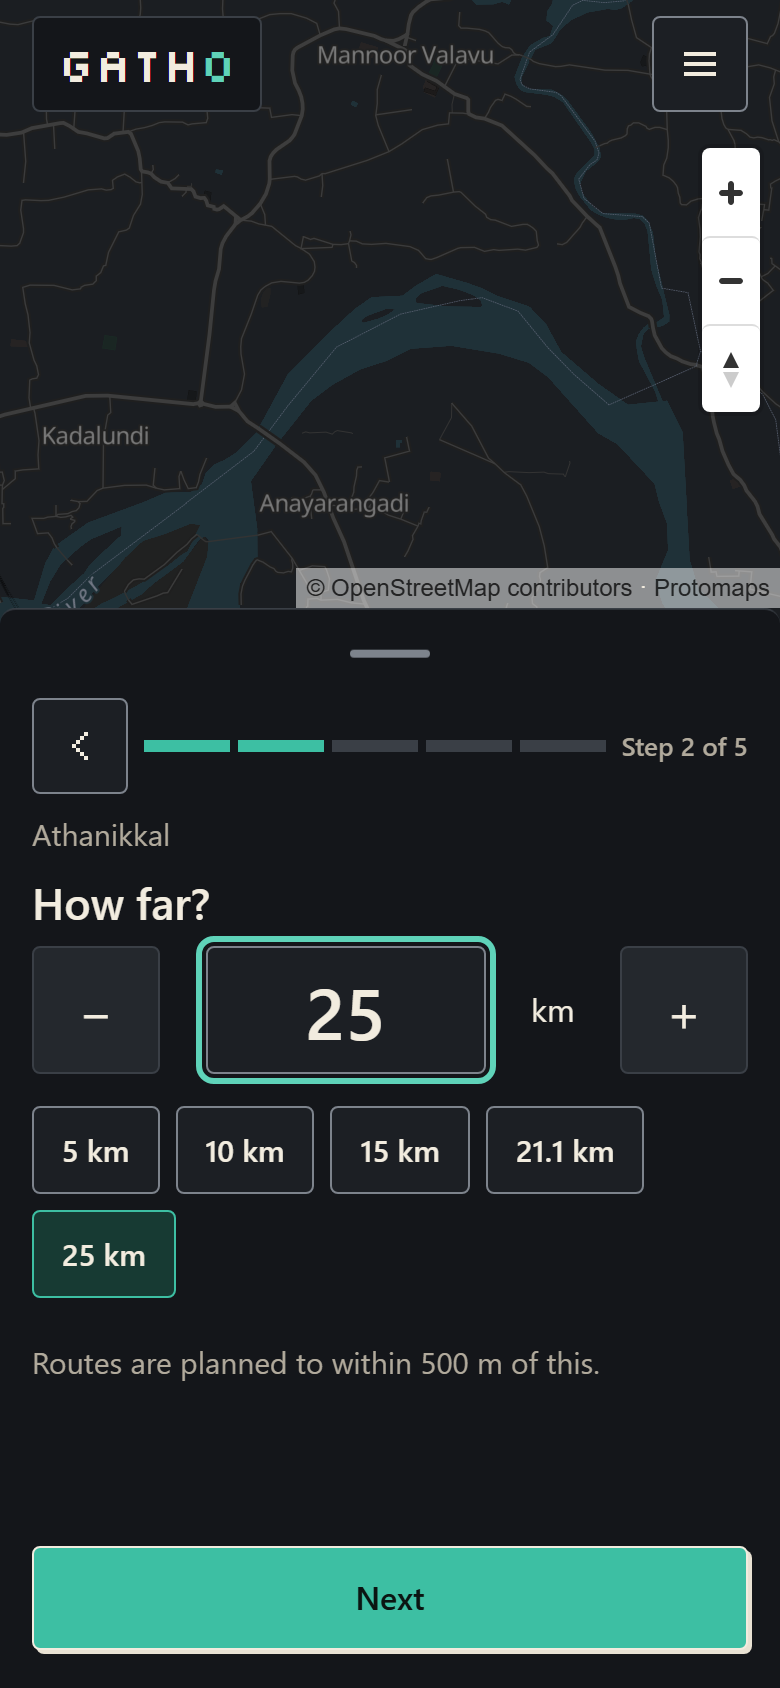 GATHO
Mannoor Valavu
Kadalundi
Anayarangadi
River
© OpenStreetMap contributors · Protomaps
Step 2 of 5
Athanikkal
How far?
− 25 km +
5 km 10 km 15 km 21.1 km
25 km
Routes are planned to within 500 m of this.
Next